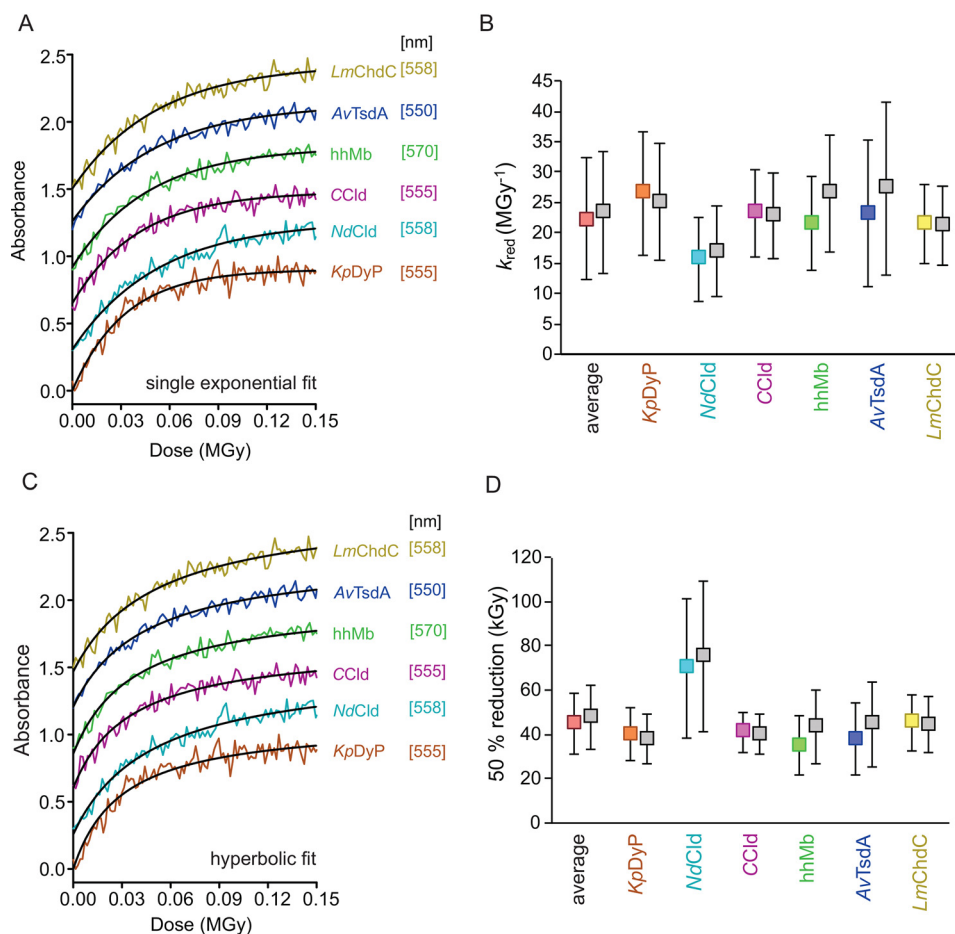 A
[nm]
LmChdC [558]
AvTsdA [550]
hhMb [570]
CCld [555]
NdCld [558]
KpDyP [555]
2.5
2.0
1.5
1.0
0.5
0.0
Absorbance
single exponential fit
0.00 0.03 0.06 0.09 0.12 0.15
Dose (MGy)
B
45
40
35
30
25
20
15
10
5
0
kred (MGy⁻¹)
average
KpDyP
NdCld
CCld
hhMb
AvTsdA
LmChdC
C
[nm]
LmChdC [558]
AvTsdA [550]
hhMb [570]
CCld [555]
NdCld [558]
KpDyP [555]
2.5
2.0
1.5
1.0
0.5
0.0
Absorbance
hyperbolic fit
0.00 0.03 0.06 0.09 0.12 0.15
Dose (MGy)
D
120
100
80
60
40
20
0
50 % reduction (kGy)
average
KpDyP
NdCld
CCld
hhMb
AvTsdA
LmChdC